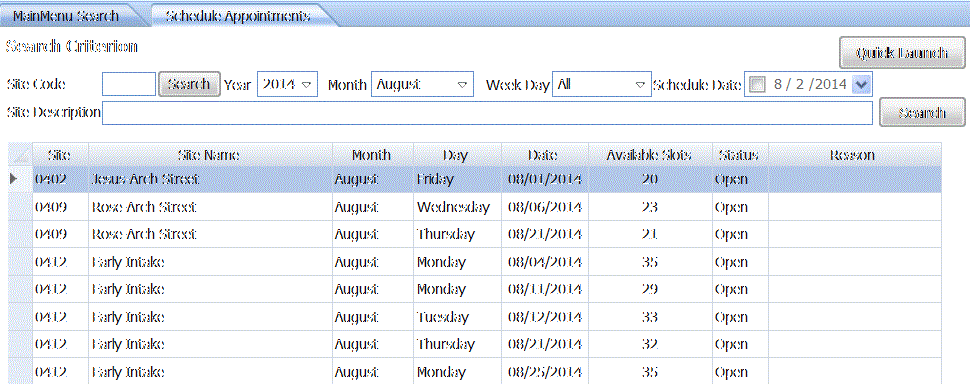 MainMenu Search Schedule Appointments
Search Criterion
Quick Launch
Site Code Search Year 2014 Month August Week Day All Schedule Date 8 / 2 /2014
Site Description Search
Site Site Name Month Day Date Available Slots Status Reason
0402 Jesus Arch Street August Friday 08/01/2014 20 Open
0409 Rose Arch Street August Wednesday 08/06/2014 23 Open
0409 Rose Arch Street August Thursday 08/21/2014 21 Open
0412 Early Intake August Monday 08/04/2014 35 Open
0412 Early Intake August Monday 08/11/2014 29 Open
0412 Early Intake August Tuesday 08/12/2014 33 Open
0412 Early Intake August Thursday 08/21/2014 32 Open
0412 Early Intake August Monday 08/25/2014 35 Open